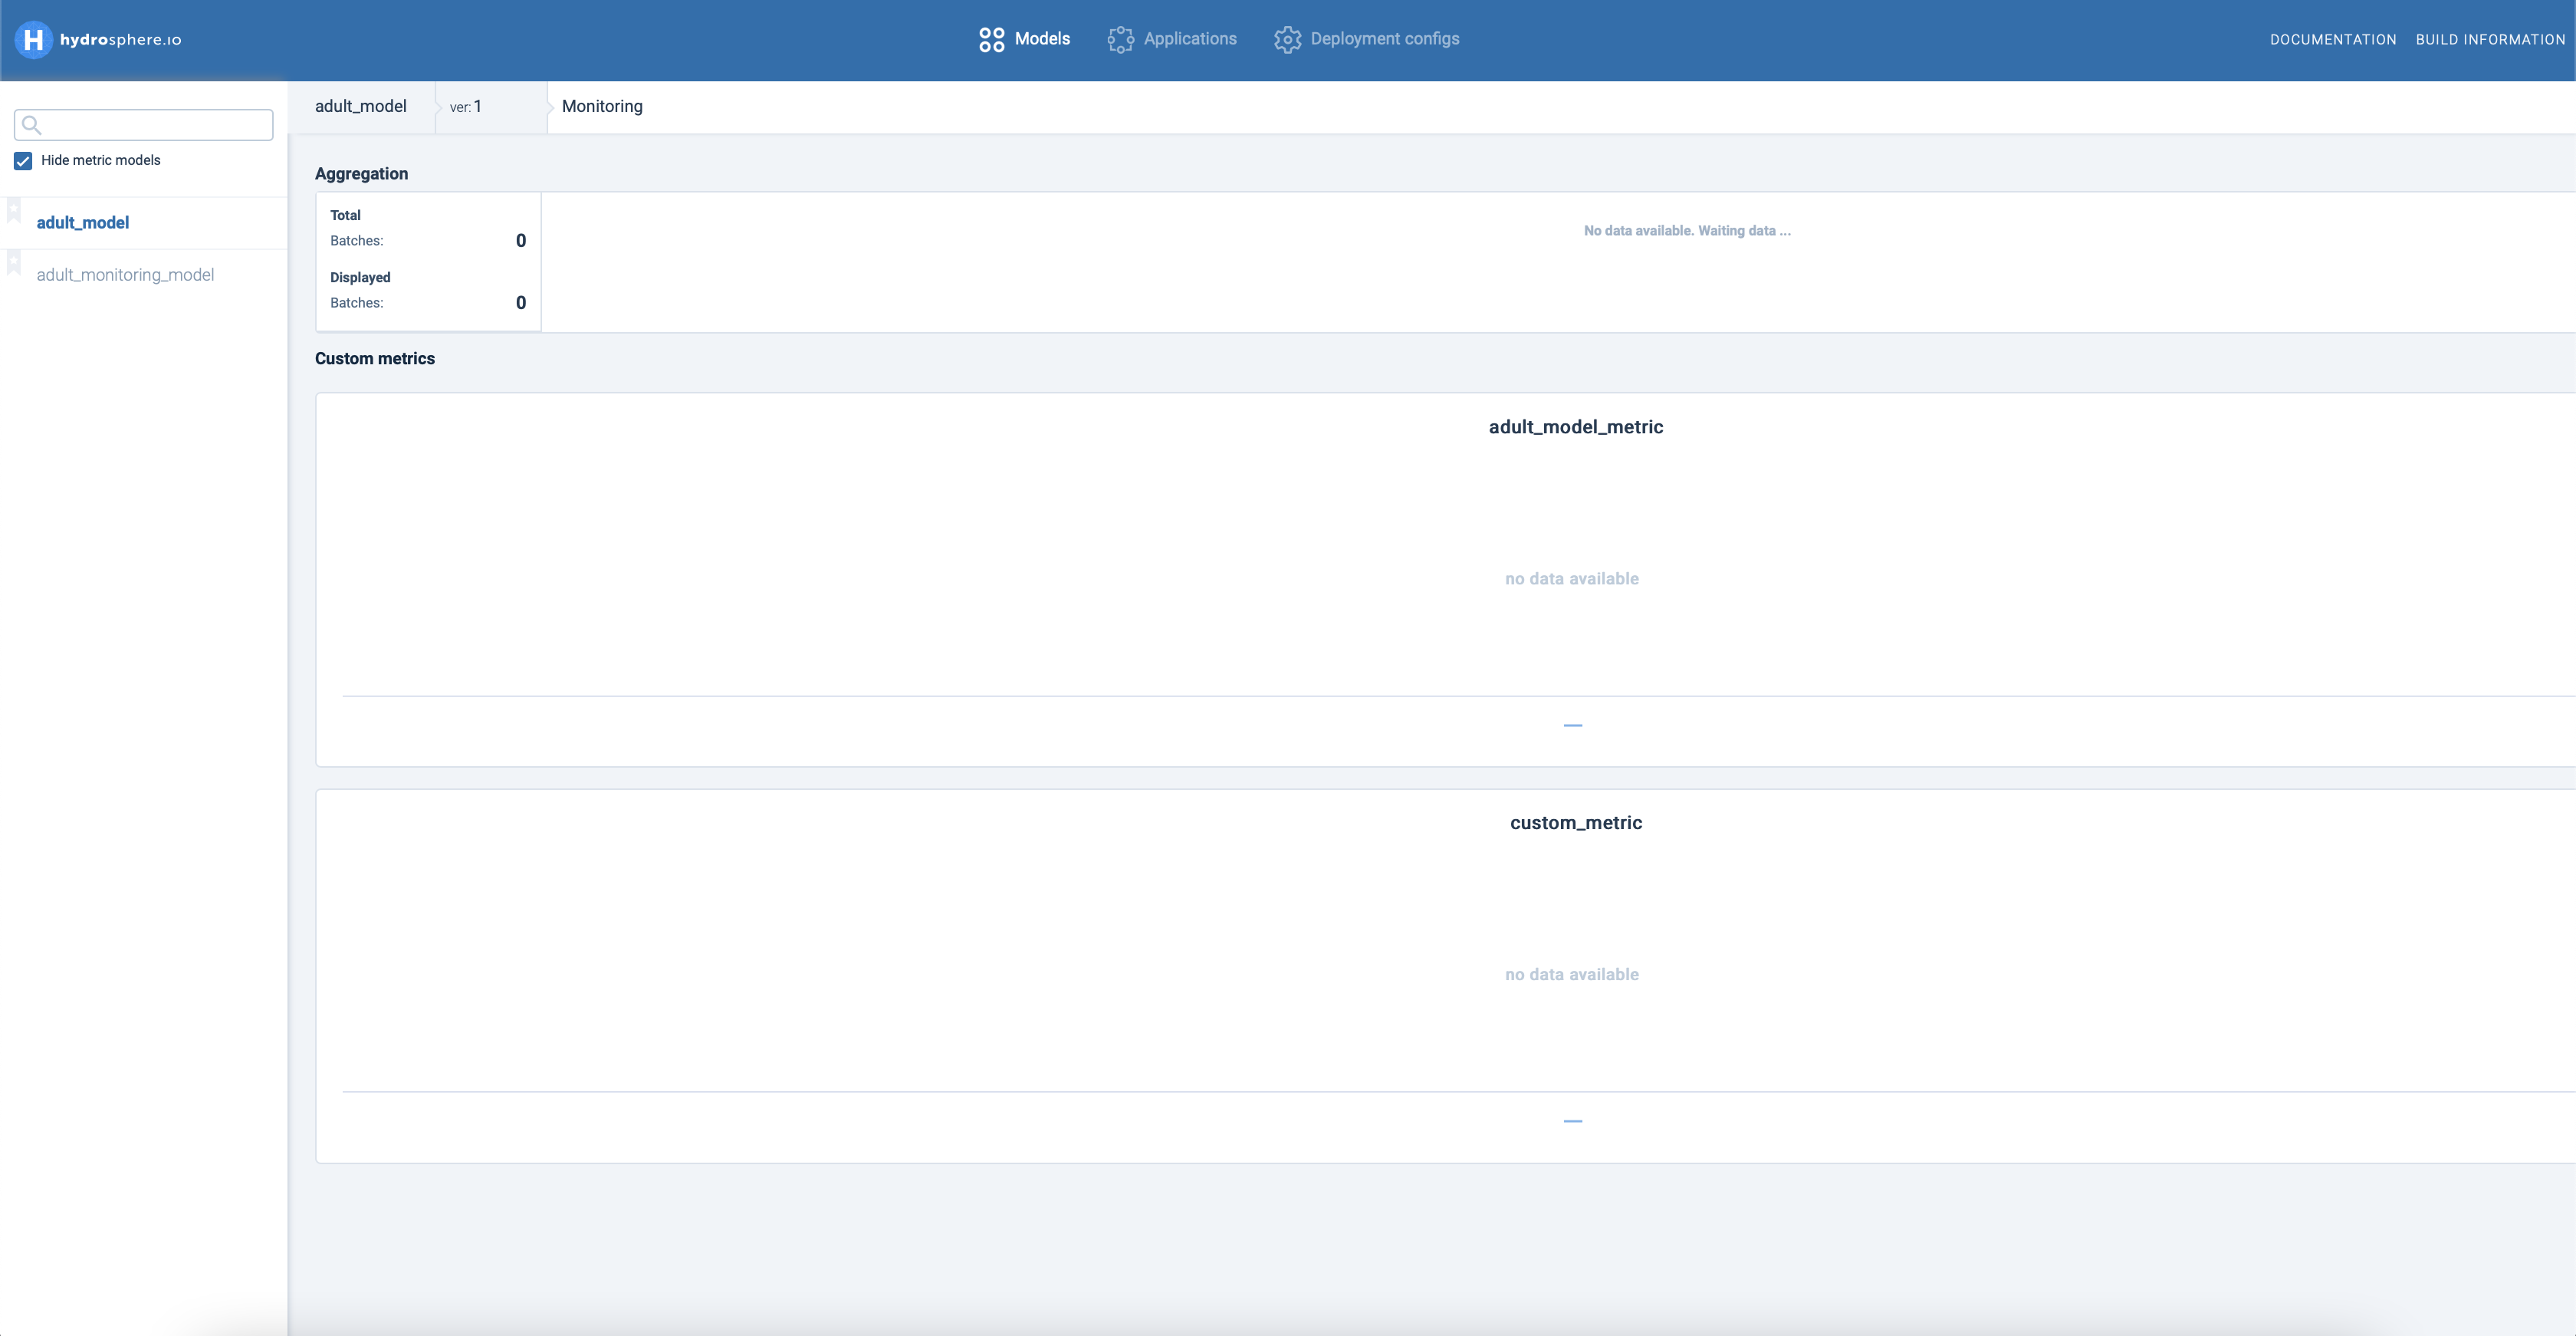 H hydrosphere.io
Models
Applications
Deployment configs
DOCUMENTATION
BUILD INFORMATION
Hide metric models
adult_model
adult_monitoring_model
adult_model
ver: 1
Monitoring
Aggregation
Total
Batches: 0
Displayed
Batches: 0
No data available. Waiting data ...
Custom metrics
adult_model_metric
no data available
custom_metric
no data available